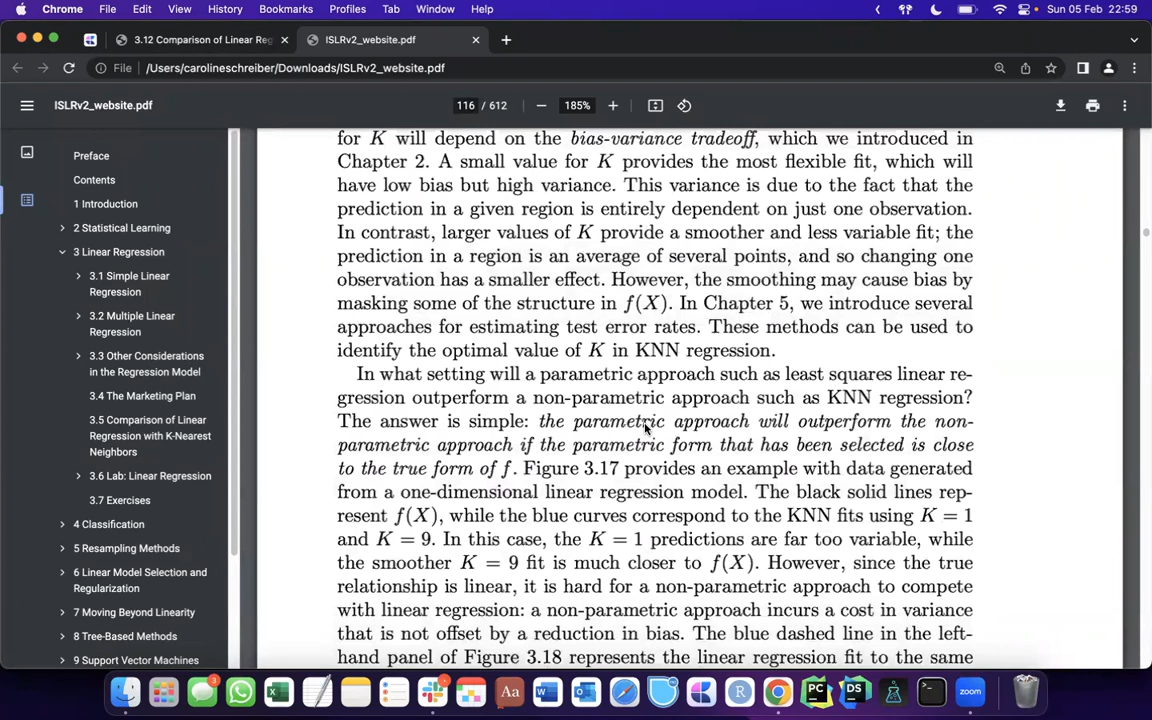 Chrome File Edit View History Bookmarks Profiles Tab Window Help Sun 05 Feb 22:59
3.12 Comparison of Linear Reg
ISLRv2_website.pdf
File /Users/carolineschreiber/Downloads/ISLRv2_website.pdf
ISLRv2_website.pdf 116 / 612 185%
Preface
Contents
1 Introduction
2 Statistical Learning
3 Linear Regression
3.1 Simple Linear
Regression
3.2 Multiple Linear
Regression
3.3 Other Considerations
in the Regression Model
3.4 The Marketing Plan
3.5 Comparison of Linear
Regression with K-Nearest
Neighbors
3.6 Lab: Linear Regression
3.7 Exercises
4 Classification
5 Resampling Methods
6 Linear Model Selection and
Regularization
7 Moving Beyond Linearity
8 Tree-Based Methods
9 Support Vector Machines
for K will depend on the bias-variance tradeoff, which we introduced in
Chapter 2. A small value for K provides the most flexible fit, which will
have low bias but high variance. This variance is due to the fact that the
prediction in a given region is entirely dependent on just one observation.
In contrast, larger values of K provide a smoother and less variable fit; the
prediction in a region is an average of several points, and so changing one
observation has a smaller effect. However, the smoothing may cause bias by
masking some of the structure in f(X). In Chapter 5, we introduce several
approaches for estimating test error rates. These methods can be used to
identify the optimal value of K in KNN regression.
In what setting will a parametric approach such as least squares linear re-
gression outperform a non-parametric approach such as KNN regression?
The answer is simple: the parametric approach will outperform the non-
parametric approach if the parametric form that has been selected is close
to the true form of f. Figure 3.17 provides an example with data generated
from a one-dimensional linear regression model. The black solid lines rep-
resent f(X), while the blue curves correspond to the KNN fits using K = 1
and K = 9. In this case, the K = 1 predictions are far too variable, while
the smoother K = 9 fit is much closer to f(X). However, since the true
relationship is linear, it is hard for a non-parametric approach to compete
with linear regression: a non-parametric approach incurs a cost in variance
that is not offset by a reduction in bias. The blue dashed line in the left-
hand panel of Figure 3.18 represents the linear regression fit to the same
3
Aa
W
R
PC
DS
zoom